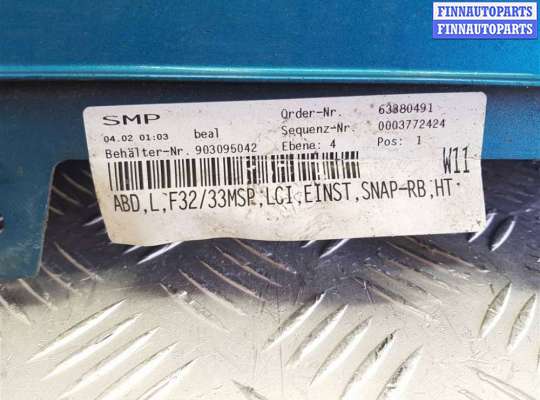 FINNAUTOPARTS
FINNAUTOPARTS
SMP
Order-Nr. 63380491
04.02 01:03 beal
Sequenz-Nr. 0003772424
Behälter-Nr. 903095042
Ebene: 4 Pos: 1
W11
ABD,L,F32/33MSP,LCI,EINST,SNAP-RB,HT